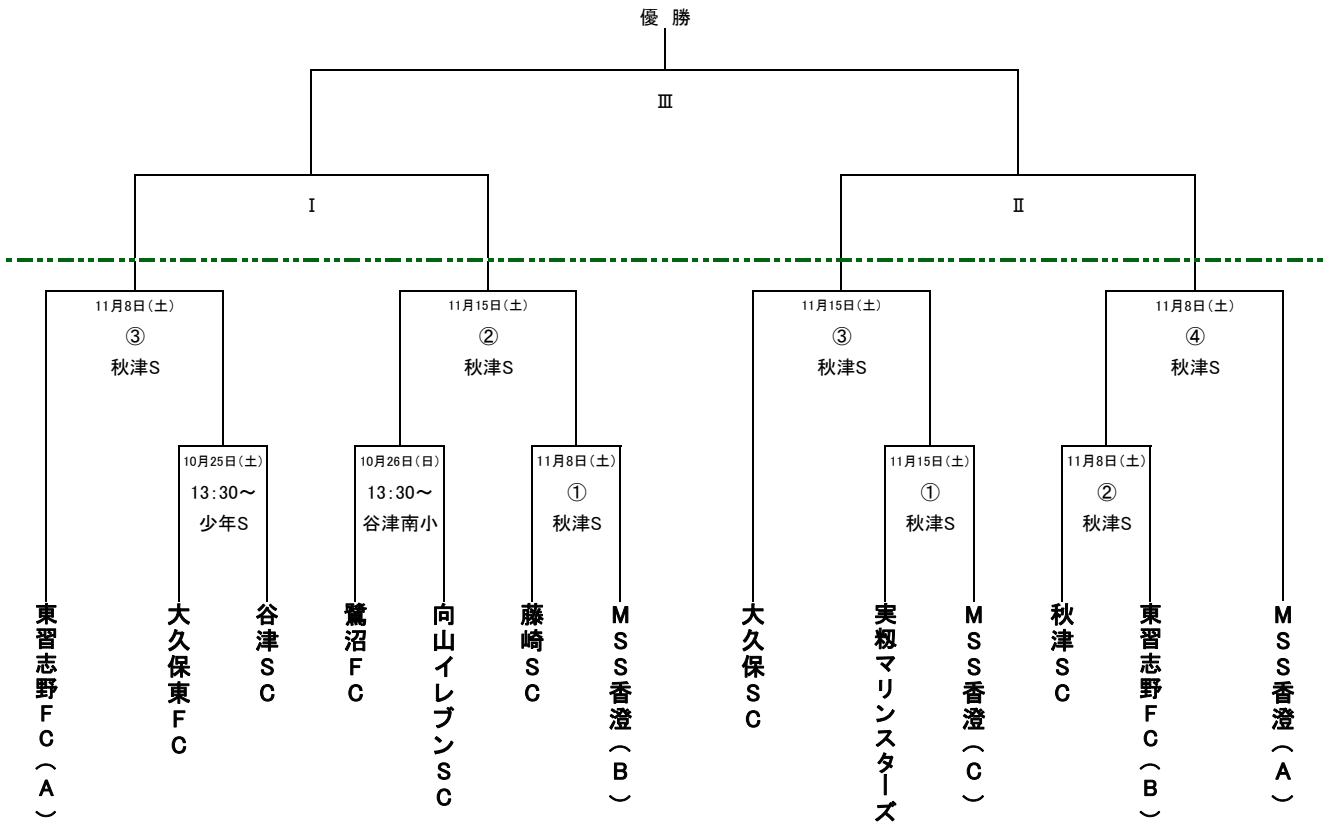 優 勝
Ⅲ
Ⅰ
Ⅱ
11月8日(土)
③
秋津S
11月15日(土)
②
秋津S
11月15日(土)
③
秋津S
11月8日(土)
④
秋津S
10月25日(土)
13:30～
少年S
10月26日(日)
13:30～
谷津南小
11月8日(土)
①
秋津S
11月15日(土)
①
秋津S
11月8日(土)
②
秋津S
東習志野FC(A)
大久保東FC
谷津SC
鷺沼FC
向山イレブンSC
藤崎SC
MSS香澄(B)
大久保SC
実籾マリンスターズ
MSS香澄(C)
秋津SC
東習志野FC(B)
MSS香澄(A)